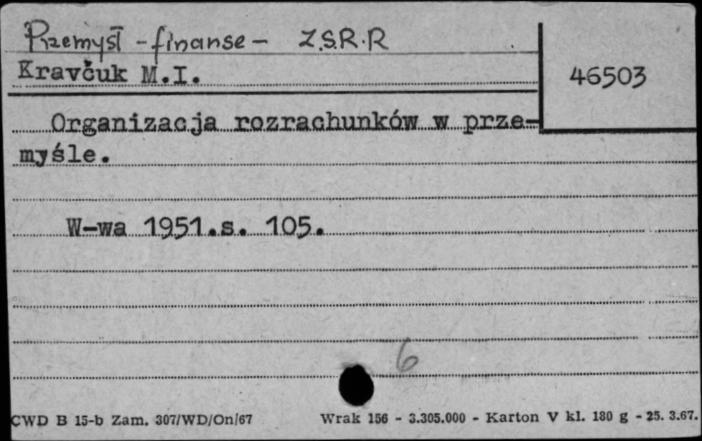 Przemysł - finanse - Z.S.R.R
Kravčuk M.I.
46503
Organizacja rozrachunków w prze-
myśle.
W-wa 1951.s. 105.
6
CWD B 15-b Zam. 307/WD/On/67
Wrak 156 - 3.305.000 - Karton V kl. 180 g - 25. 3.67.